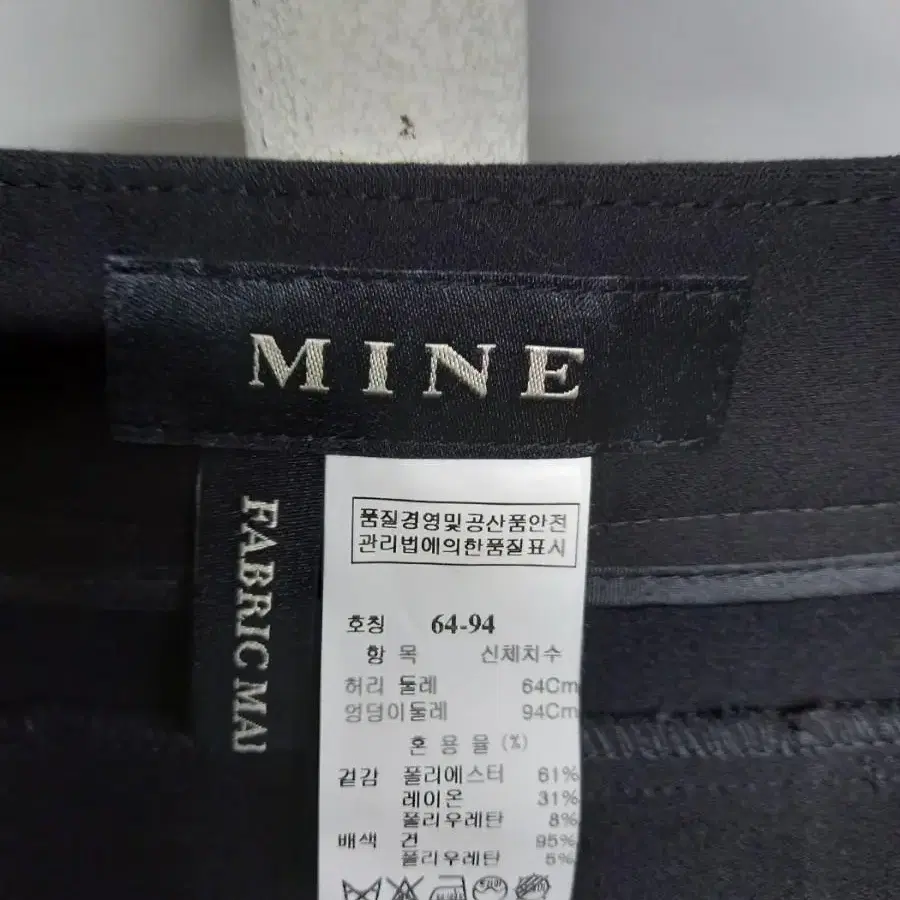 MINE
FABRIC MA
품질경영및공산품안전
관리법에의한품질표시
호칭 64-94
항 목 신체치수
허리 둘레 64Cm
엉덩이둘레 94Cm
혼 용 율 (%)
겉감 폴리에스터 61%
레이온 31%
폴리우레탄 8%
배색 견 95%
폴리우레탄 5%